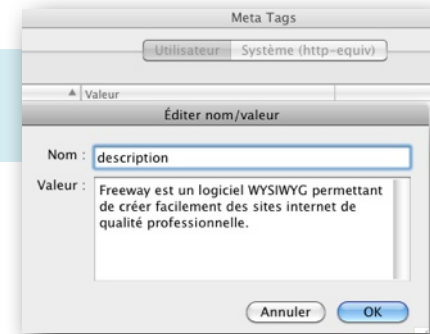 Meta Tags
Utilisateur Système (http-equiv)
Valeur
Éditer nom/valeur
Nom : description
Valeur : Freeway est un logiciel WYSIWYG permettant
de créer facilement des sites internet de
qualité professionnelle.
Annuler OK